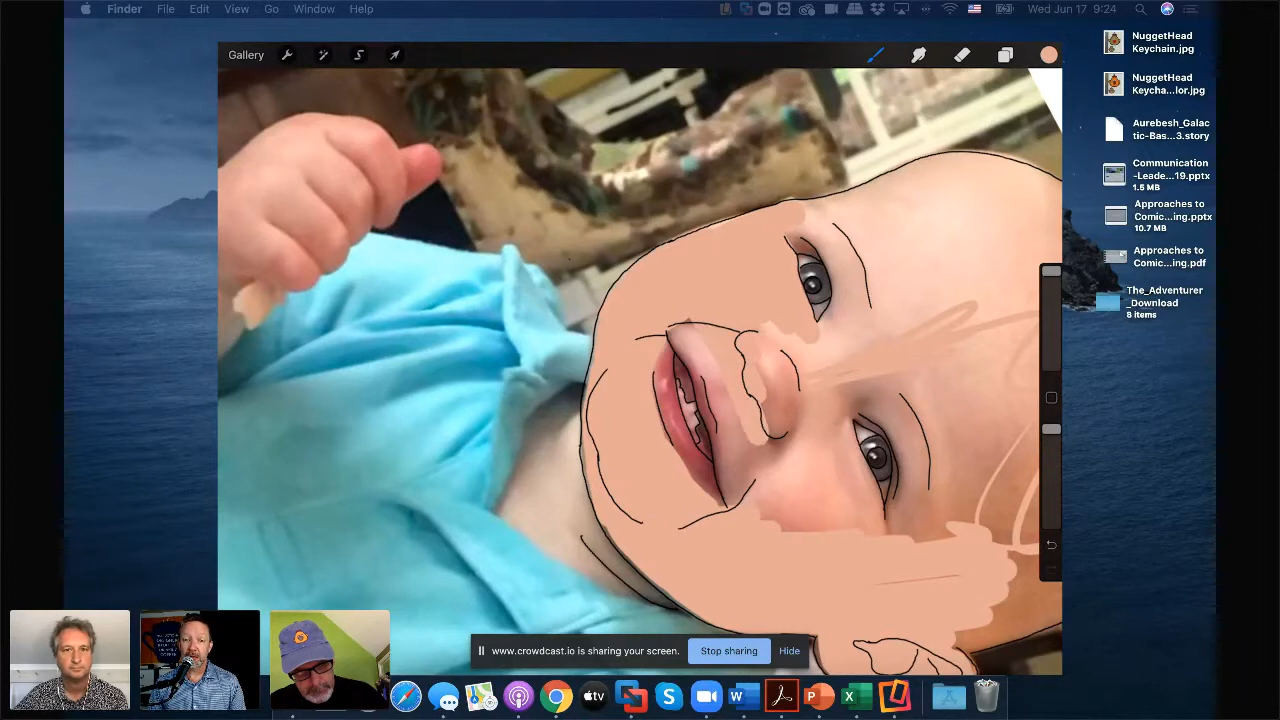 Finder File Edit View Go Window Help
Wed Jun 17 9:24
Gallery
NuggetHead
Keychain.jpg
NuggetHead
Keycha...lor.jpg
Aurebesh_Galac
tic-Bas...3.story
Communication
-Leade...19.pptx
1.5 MB
Approaches to
Comic...ing.pptx
10.7 MB
Approaches to
Comic...ing.pdf
The_Adventurer
_Download
8 items
www.crowdcast.io is sharing your screen.
Stop sharing
Hide
tv
S
W
P
X